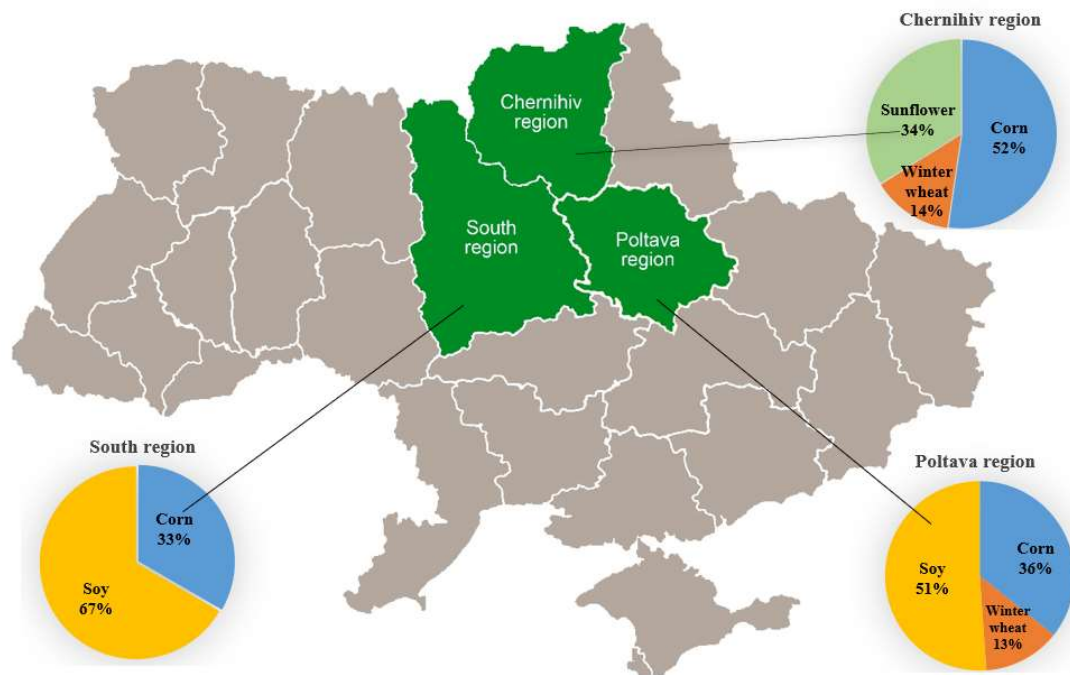 Chernihiv region
Sunflower
34%
Corn
52%
Winter
wheat
14%
Chernihiv
region
South
region
Poltava
region
South region
Corn
33%
Soy
67%
Poltava region
Soy
51%
Corn
36%
Winter
wheat
13%